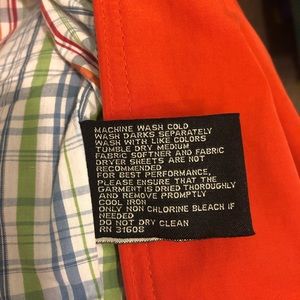 MACHINE WASH COLD
WASH DARKS SEPARATELY
WASH WITH LIKE COLORS
TUMBLE DRY MEDIUM
FABRIC SOFTNER AND FABRIC
DRYER SHEETS ARE NOT
RECOMMENDED
FOR BEST PERFORMANCE,
PLEASE ENSURE THAT THE
GARMENT IS DRIED THOROUGHLY
AND REMOVE PROMPTLY
COOL IRON
ONLY NON CHLORINE BLEACH IF
NEEDED
DO NOT DRY CLEAN
RN 31608